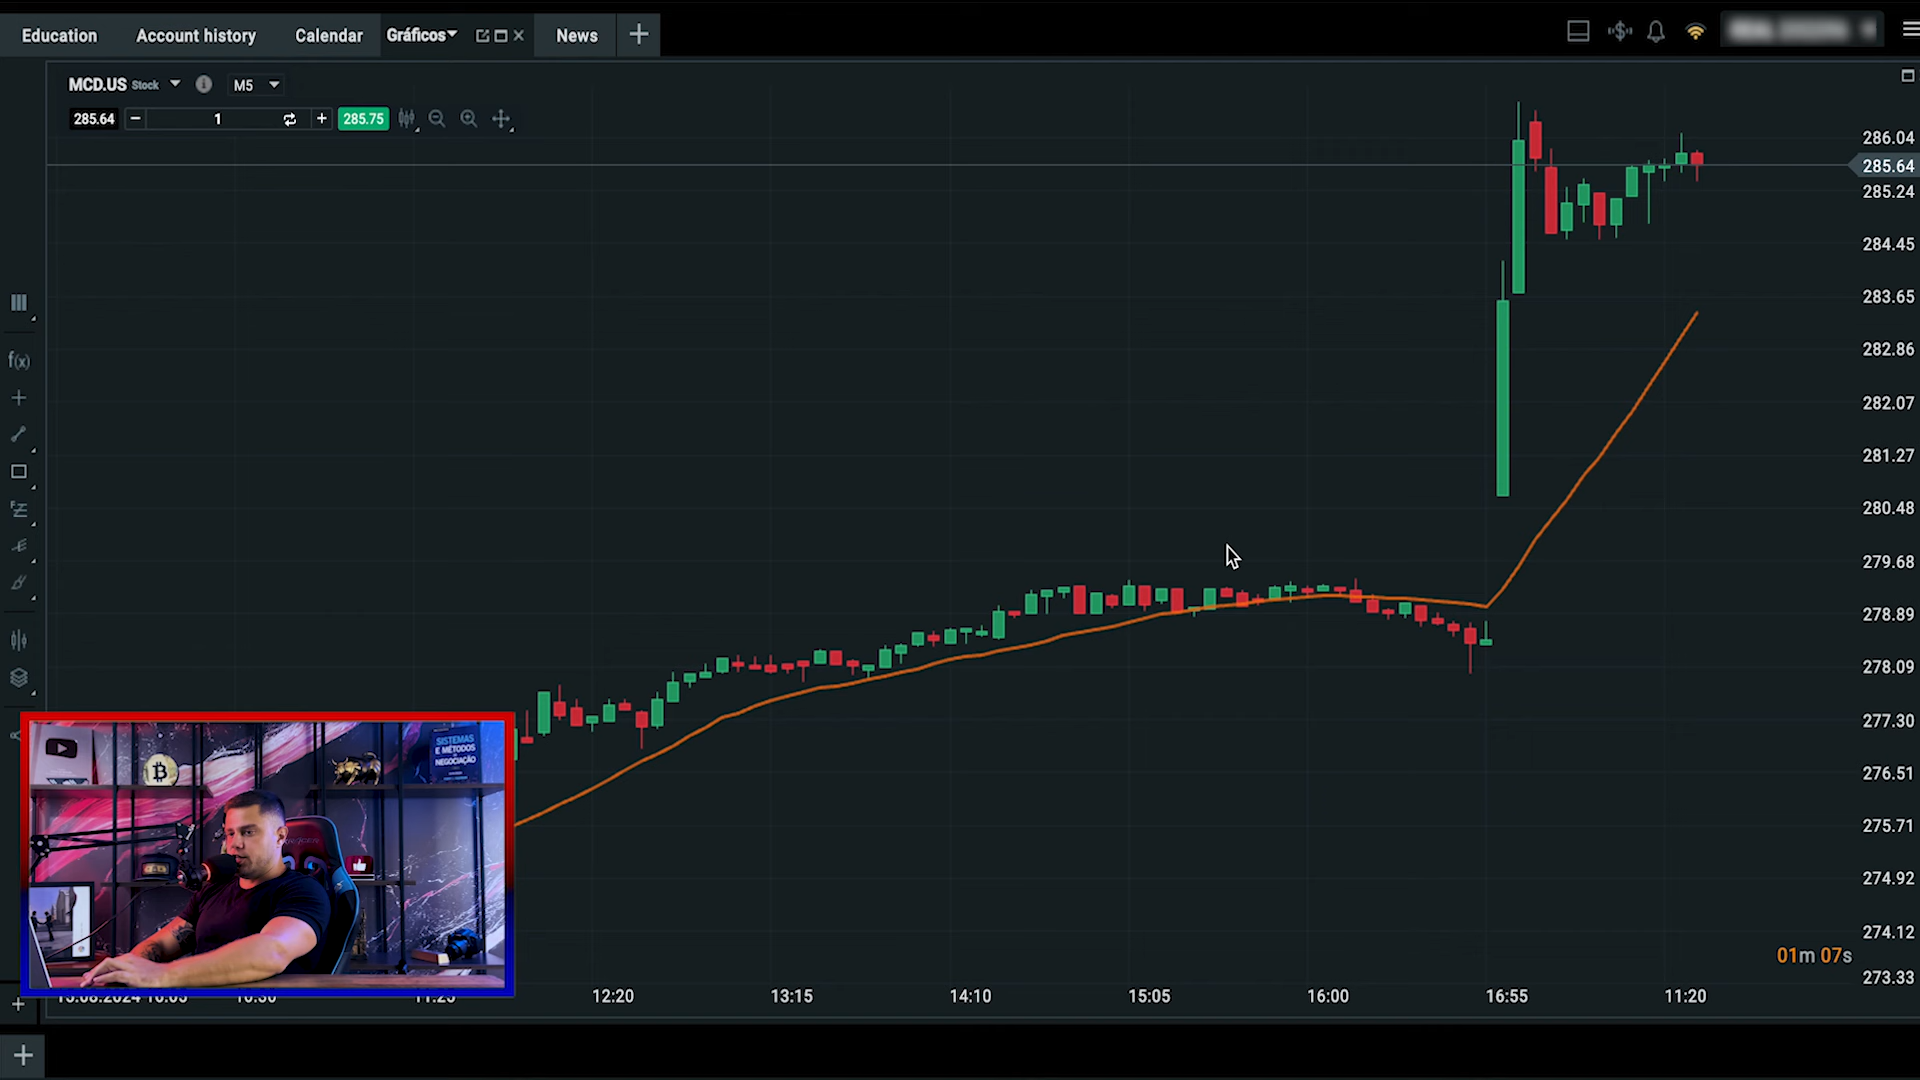 Education
Account history
Calendar
Gráficos
News
MCD.US Stock
M5
285.64
1
285.75
286.04
285.64
285.24
284.45
283.65
282.86
282.07
281.27
280.48
279.68
278.89
278.09
277.30
276.51
275.71
274.92
274.12
273.33
f(x)
SISTEMAS
E MÉTODOS
NEGOCIAÇÃO
01m 07s
12:20
13:15
14:10
15:05
16:00
16:55
11:20